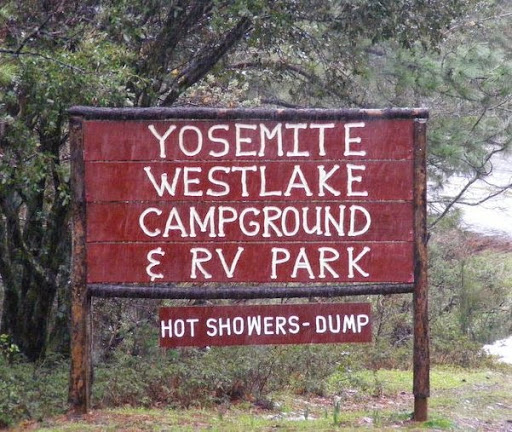 YOSEMITE
WESTLAKE
CAMPGROUND
& RV PARK
HOT SHOWERS-DUMP